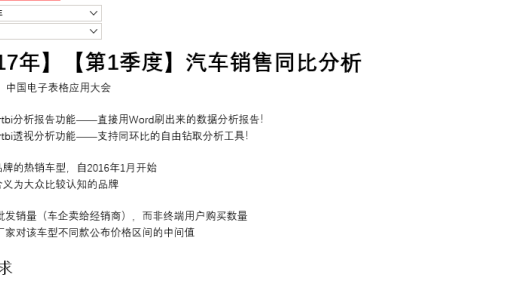 17年】【第1季度】汽车销售同比分析
中国电子表格应用大会
rtbi分析报告功能——直接用Word刷出来的数据分析报告!
rtbi透视分析功能——支持同环比的自由钻取分析工具!
品牌的热销车型，自2016年1月开始
含义为大众比较认知的品牌
批发销量（车企卖给经销商），而非终端用户购买数量
厂家对该车型不同款公布价格区间的中间值
求